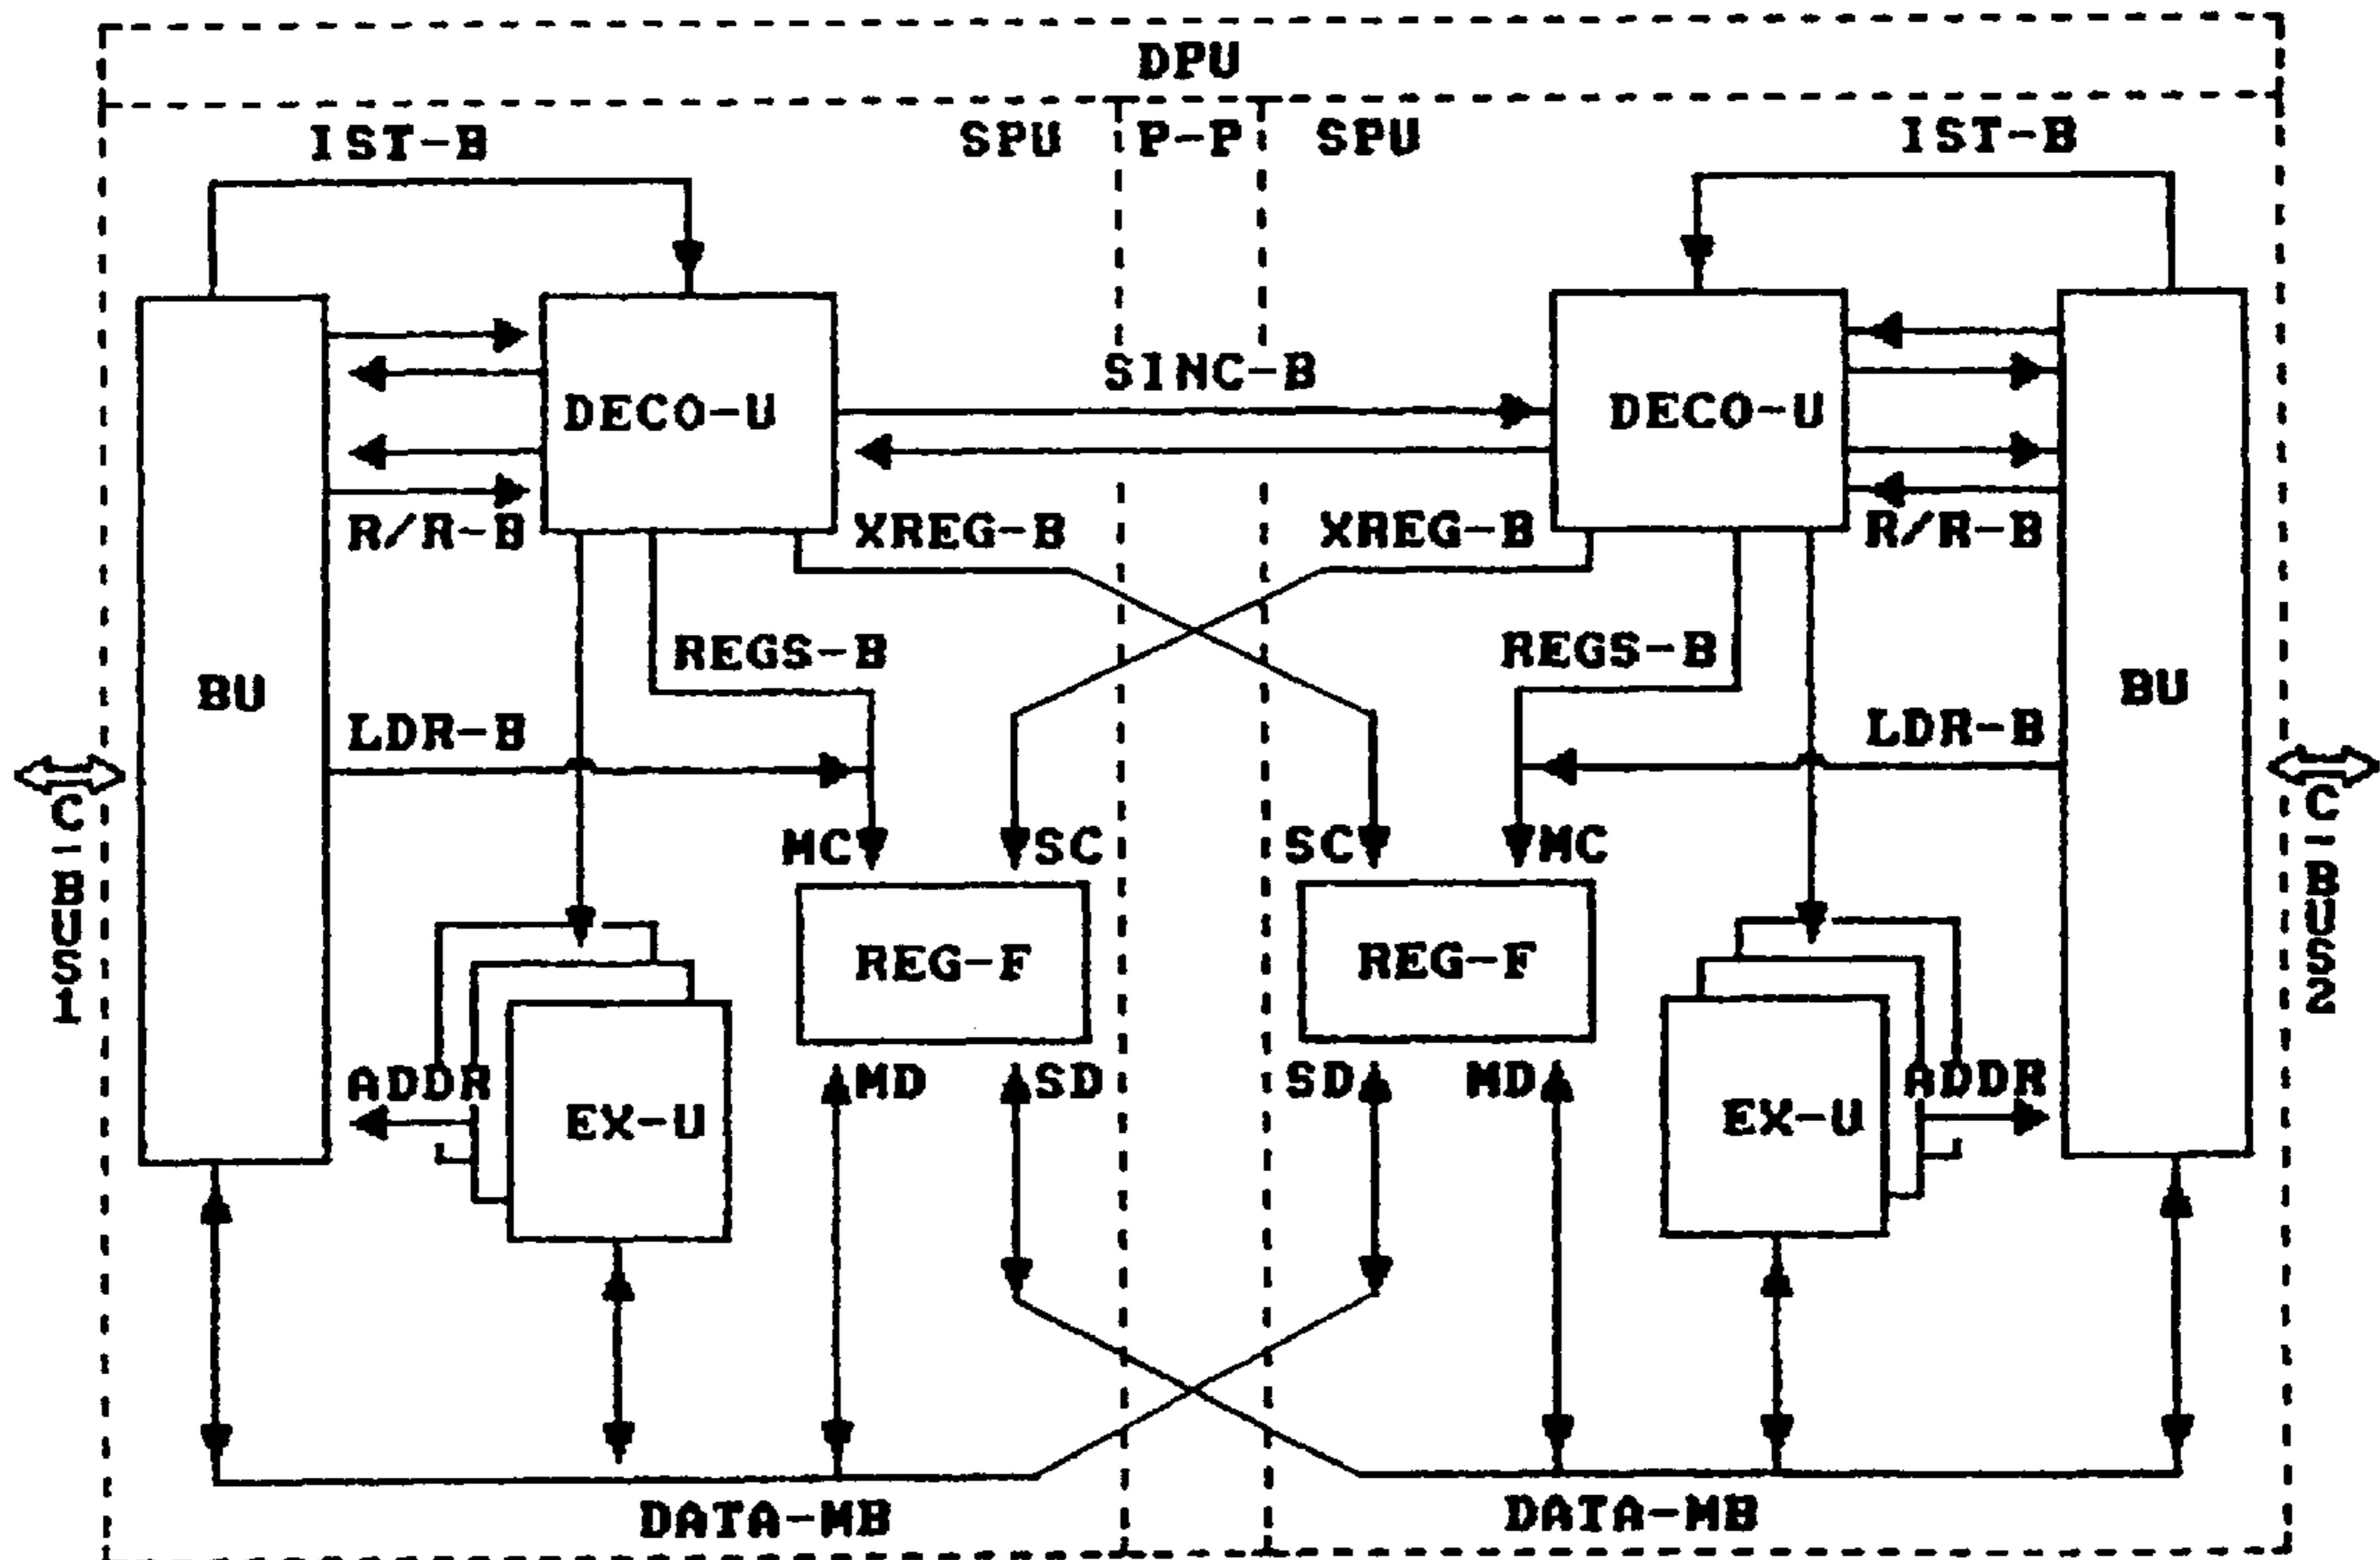 DPU
IST-B
SPU
P-P
SPU
IST-B
SINC-B
DECO-U
DECO-U
R/R-B
XREG-B
XREG-B
R/R-B
REGS-B
REGS-B
BU
BU
LDR-B
LDR-B
C-BUS1
C-BUS2
MC
SC
SC
MC
REG-F
REG-F
ADDR
MD
SD
SD
MD
ADDR
EX-U
EX-U
DATA-MB
DATA-MB